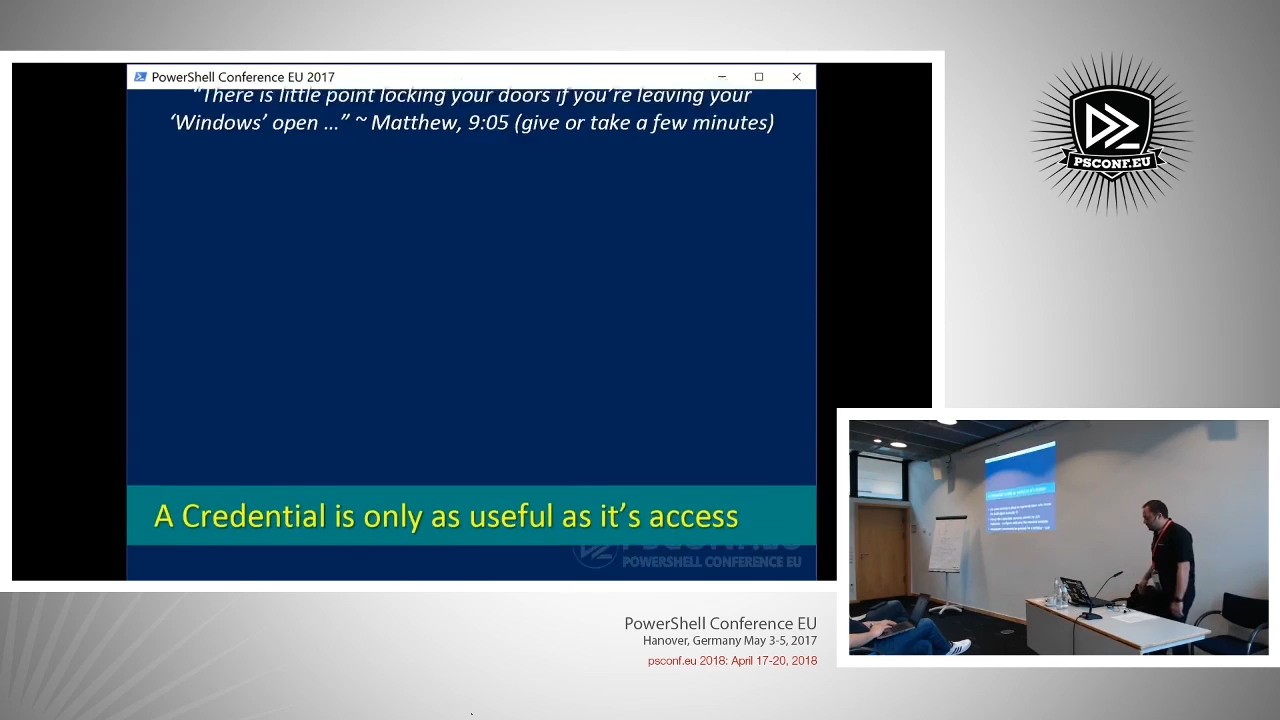 PowerShell Conference EU 2017
“There is little point locking your doors if you’re leaving your
‘Windows’ open …” ~ Matthew, 9:05 (give or take a few minutes)
A Credential is only as useful as it’s access
PSCONF.EU
POWERSHELL CONFERENCE EU
PSCONF.EU
PowerShell Conference EU
Hanover, Germany May 3-5, 2017
psconf.eu 2018: April 17-20, 2018